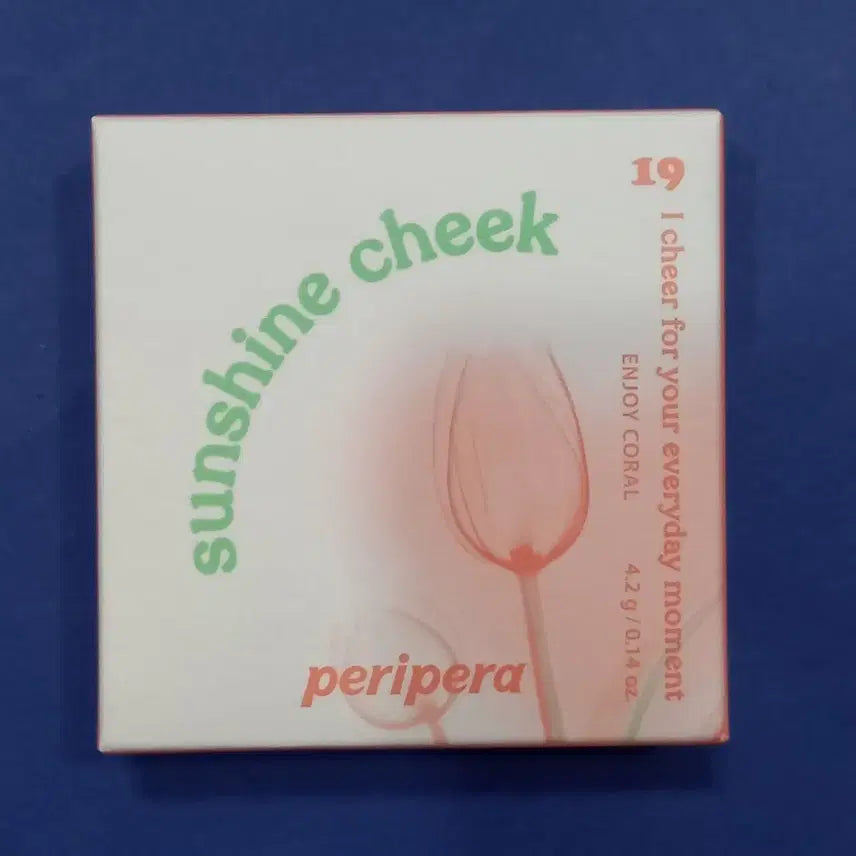 sunshine cheek
19
I cheer for your everyday moment
ENJOY CORAL 4.2 g / 0.14 oz.
peripera